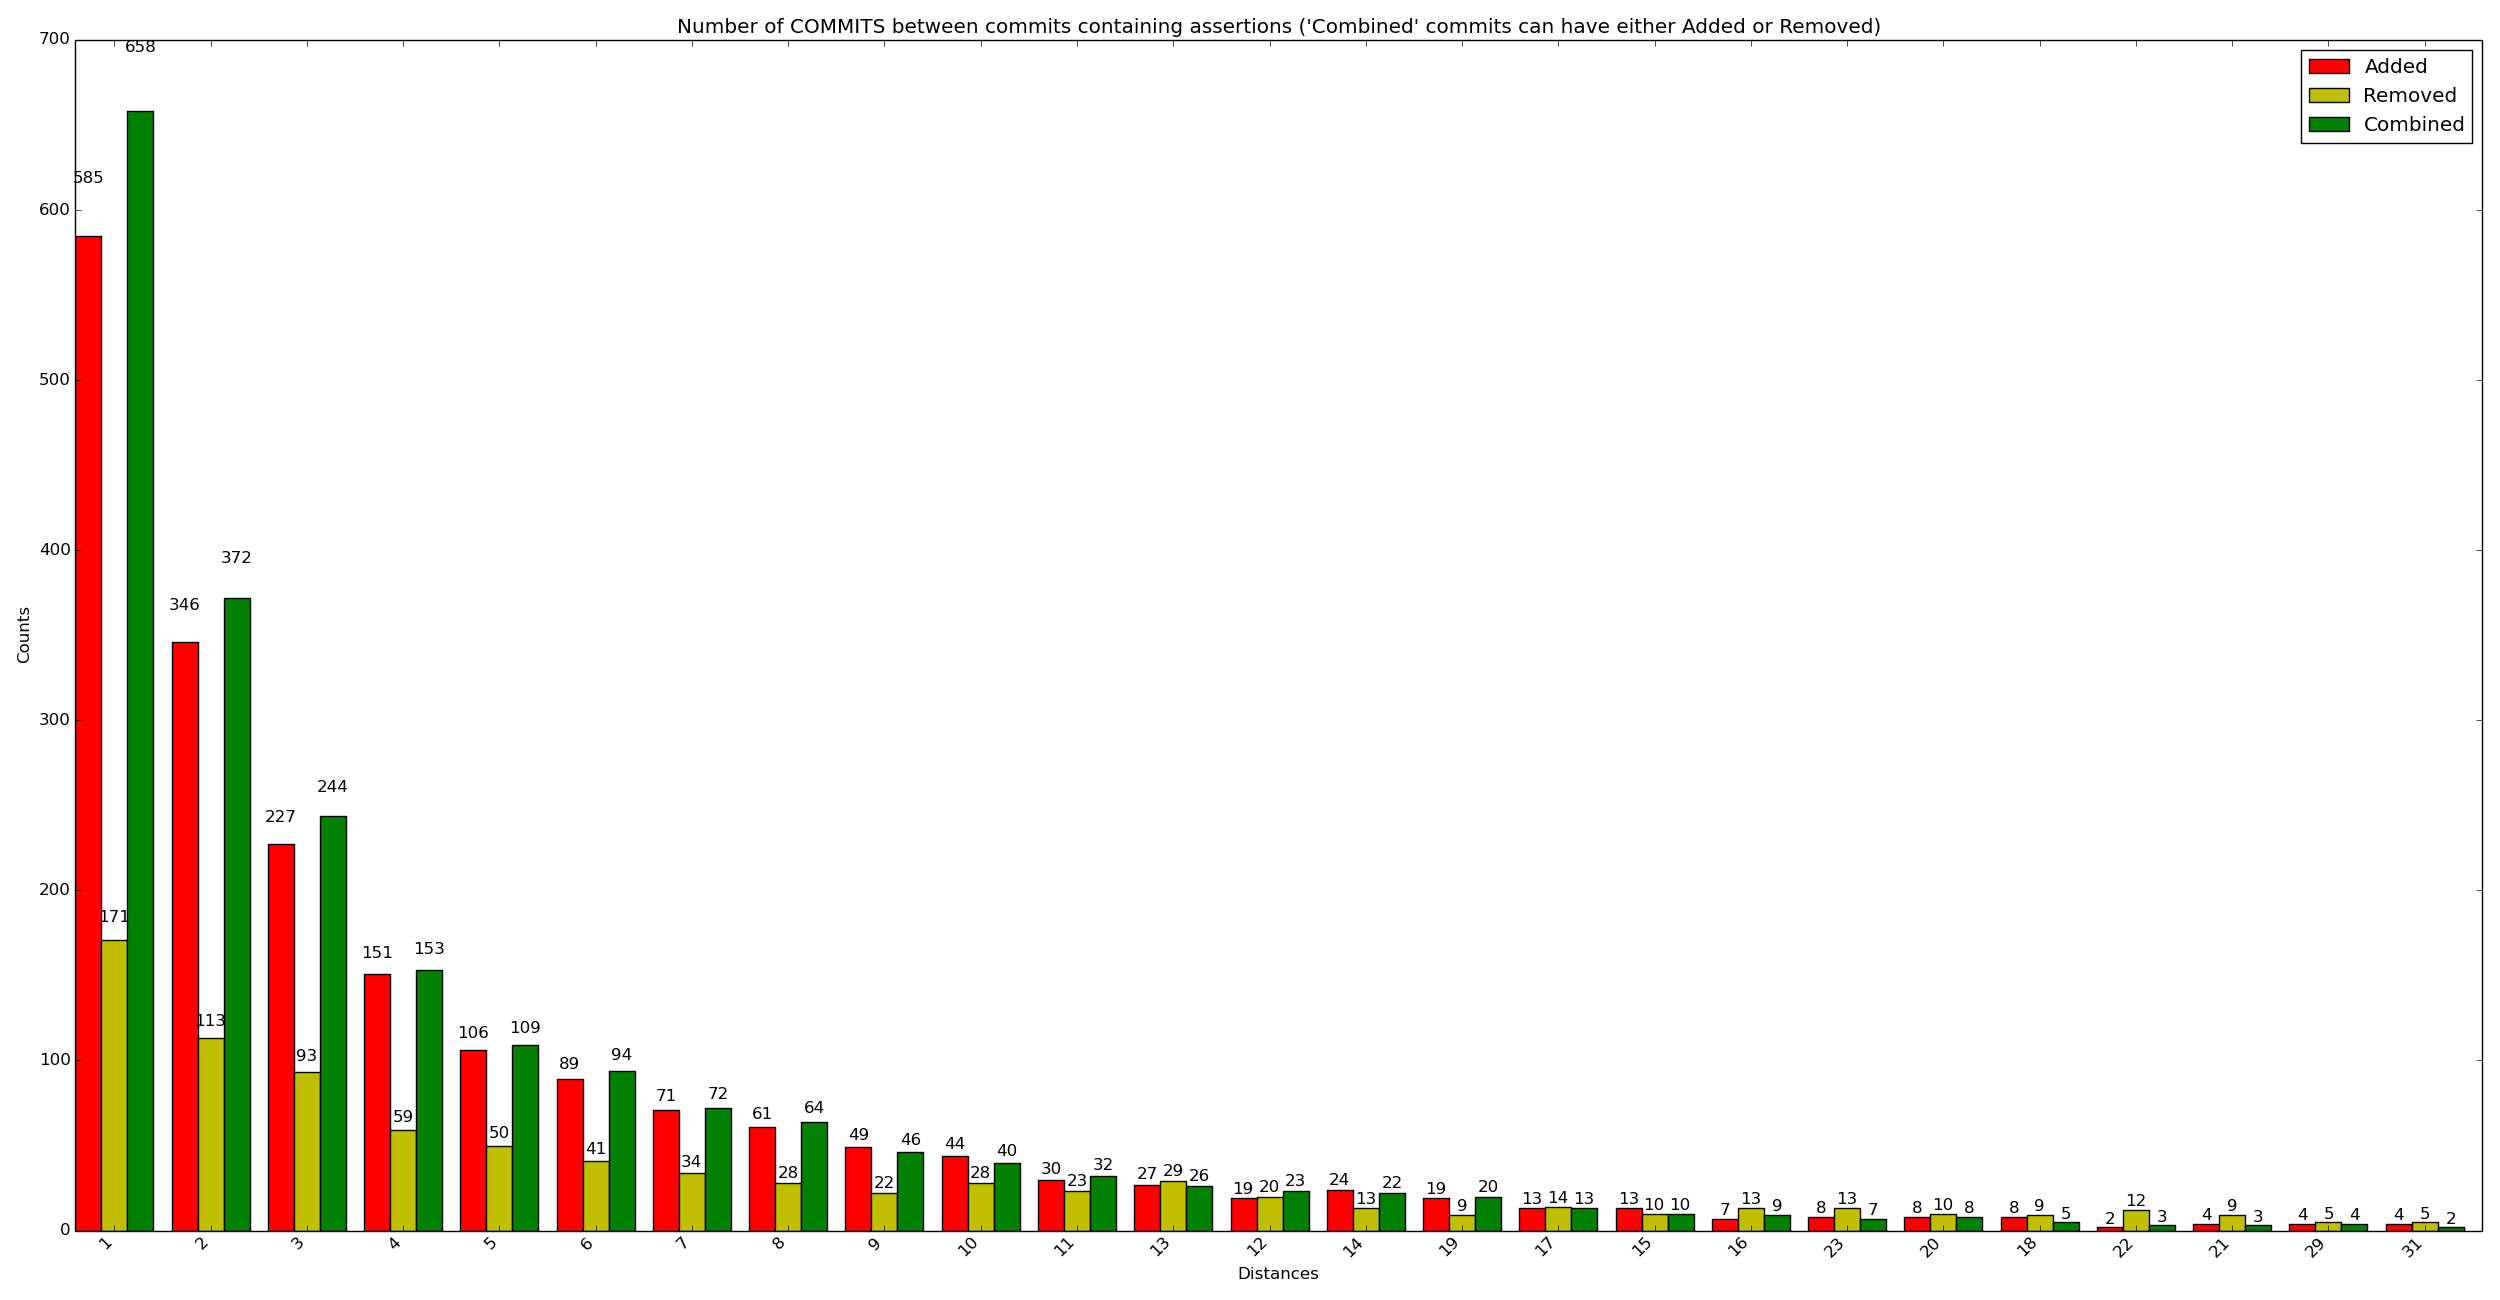 Number of COMMITS between commits containing assertions ('Combined' commits can have either Added or Removed)
Added
Removed
Combined
Counts
700
600
500
400
300
200
100
0
585 171 658
346 113 372
227 93 244
151 59 153
106 50 109
89 41 94
71 34 72
61 28 64
49 22 46
44 28 40
30 23 32
27 29 26
19 20 23
24 13 22
19 9 20
13 14 13
13 10 10
7 13 9
8 13 7
8 10 8
8 9 5
2 12 3
4 9 3
4 5 4
4 5 2
1 2 3 4 5 6 7 8 9 10 11 13 12 14 19 17 15 16 23 20 18 22 21 29 31
Distances